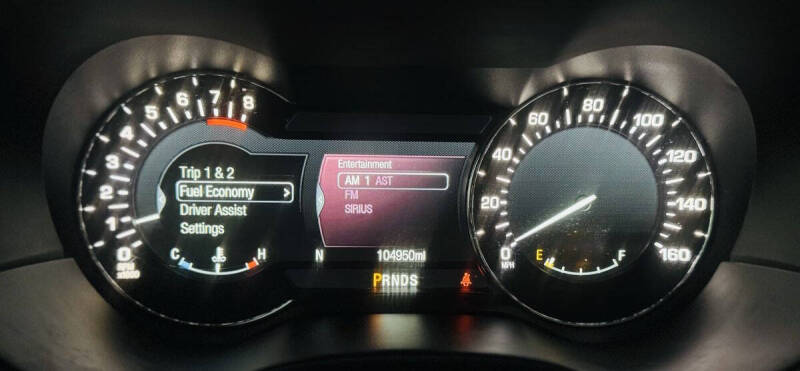 0
1
2
3
4
5
6
7
8
RPM
Trip 1 & 2
Fuel Economy >
Driver Assist
Settings
C H
Entertainment
AM 1 AST
FM
SIRIUS
N 104950mi
PRNDS
0
20
40
60
80
100
120
140
160
MPH
E F